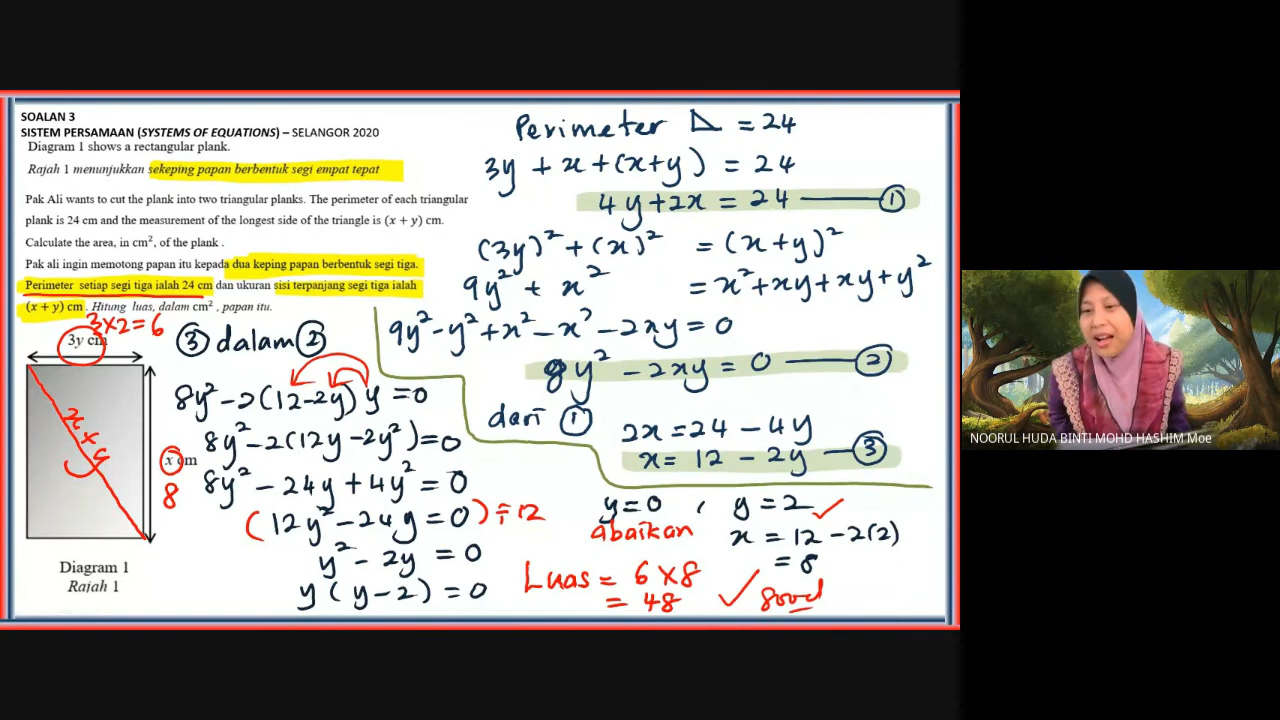 SOALAN 3
SISTEM PERSAMAAN (SYSTEMS OF EQUATIONS) – SELANGOR 2020
Diagram 1 shows a rectangular plank.
Rajah 1 menunjukkan sekeping papan berbentuk segi empat tepat
Pak Ali wants to cut the plank into two triangular planks. The perimeter of each triangular
plank is 24 cm and the measurement of the longest side of the triangle is (x + y) cm.
Calculate the area, in cm², of the plank .
Pak ali ingin memotong papan itu kepada dua keping papan berbentuk segi tiga.
Perimeter setiap segi tiga ialah 24 cm dan ukuran sisi terpanjang segi tiga ialah
(x + y) cm . Hitung luas, dalam cm² , papan itu.
3×2=6
3y cm
x+y
x cm
8
Diagram 1
Rajah 1
Perimeter ◺ = 24
3y + x + (x+y) = 24
4y+2x = 24 — ①
(3y)² + (x)² = (x+y)²
9y² + x² = x²+xy+xy+y²
9y²-y²+x²-x²-2xy=0
8y² -2xy = 0 — ②
dari ①
2x=24-4y
x= 12 - 2y — ③
③ dalam ②
8y²-2(12-2y)y=0
8y²-2(12y-2y²)=0
8y²-24y+4y²=0
(12y²-24y=0)÷12
y²-2y =0
y(y-2)=0
y=0 , y=2 ✓
abaikan
x = 12-2(2)
= 8
Luas = 6×8
= 48 ✓ good
NOORUL HUDA BINTI MOHD HASHIM Moe